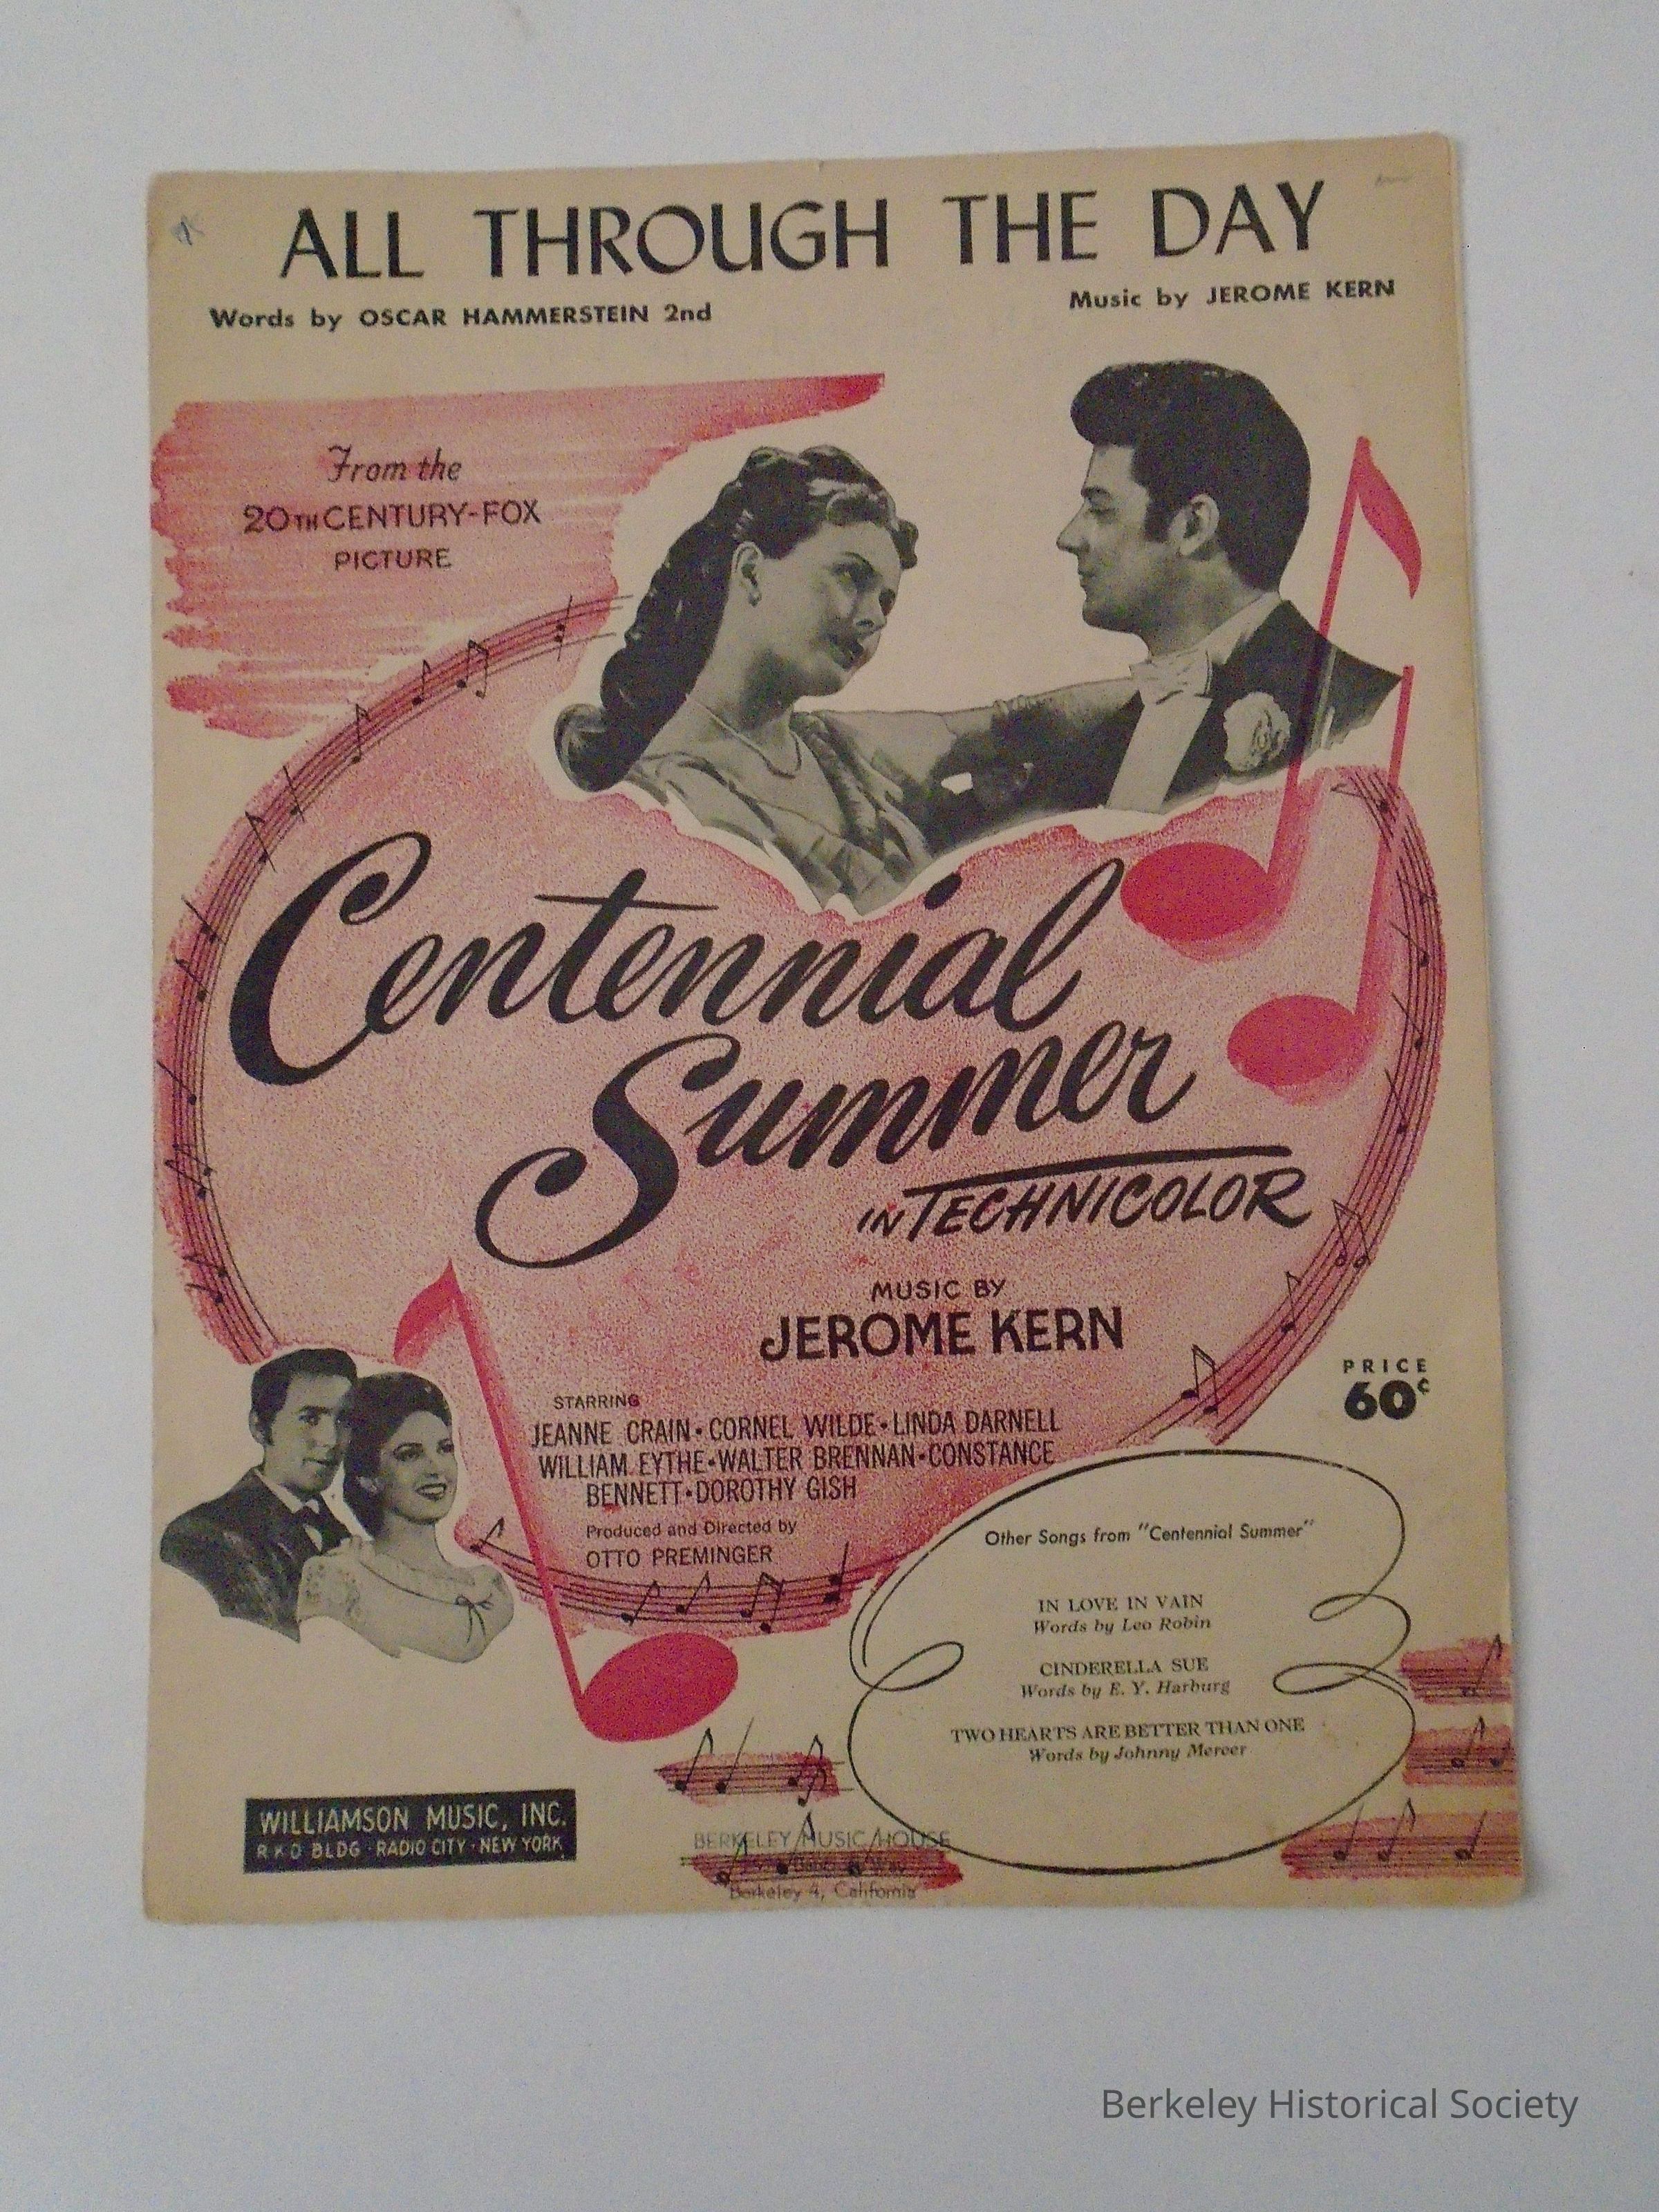 ALL THROUGH THE DAY
Words by OSCAR HAMMERSTEIN 2nd
Music by JEROME KERN
From the
20TH CENTURY-FOX
PICTURE
Centennial
Summer
IN TECHNICOLOR
MUSIC BY
JEROME KERN
PRICE
60¢
STARRING
JEANNE CRAIN • CORNEL WILDE • LINDA DARNELL
WILLIAM EYTHE • WALTER BRENNAN • CONSTANCE
BENNETT • DOROTHY GISH
Produced and Directed by
OTTO PREMINGER
Other Songs from "Centennial Summer"
IN LOVE IN VAIN
Words by Leo Robin
CINDERELLA SUE
Words by E. Y. Harburg
TWO HEARTS ARE BETTER THAN ONE
Words by Johnny Mercer
WILLIAMSON MUSIC, INC.
RKO BLDG · RADIO CITY · NEW YORK
BERKELEY MUSIC HOUSE
Way
Berkeley 4, California
Berkeley Historical Society